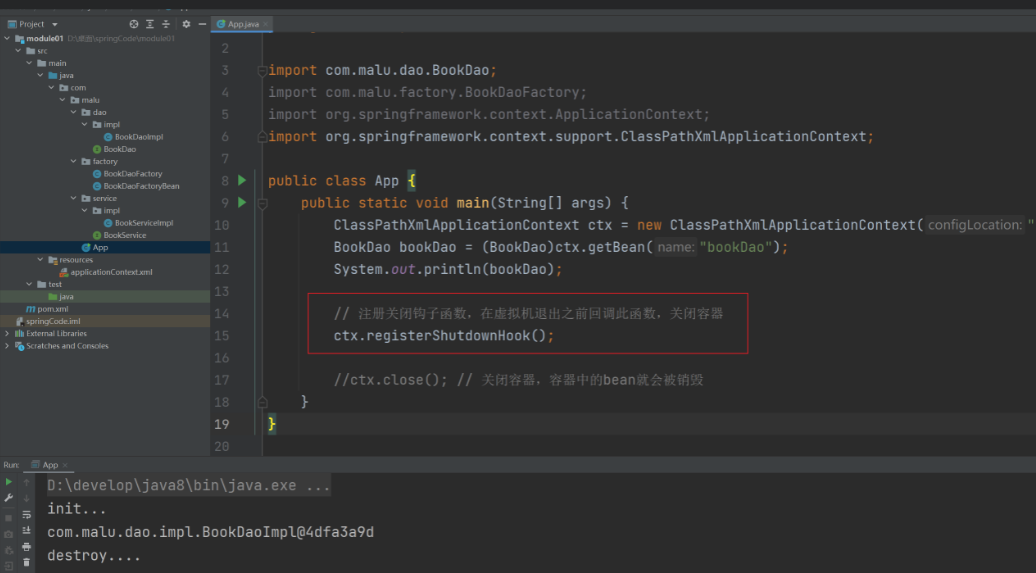 Project
App.java
module01 D:\桌面\springCode\module01
src
main
java
com
malu
dao
impl
BookDaoImpl
BookDao
factory
BookDaoFactory
BookDaoFactoryBean
service
impl
BookServiceImpl
BookService
App
resources
applicationContext.xml
test
java
pom.xml
springCode.iml
External Libraries
Scratches and Consoles
2
3 import com.malu.dao.BookDao;
4 import com.malu.factory.BookDaoFactory;
5 import org.springframework.context.ApplicationContext;
6 import org.springframework.context.support.ClassPathXmlApplicationContext;
7
8 public class App {
9 public static void main(String[] args) {
10 ClassPathXmlApplicationContext ctx = new ClassPathXmlApplicationContext( configLocation: "
11 BookDao bookDao = (BookDao)ctx.getBean( name: "bookDao");
12 System.out.println(bookDao);
13
14 // 注册关闭钩子函数，在虚拟机退出之前回调此函数，关闭容器
15 ctx.registerShutdownHook();
16
17 //ctx.close(); // 关闭容器，容器中的bean就会被销毁
18 }
19 }
20
Run: App
D:\develop\java8\bin\java.exe ...
init...
com.malu.dao.impl.BookDaoImpl@4dfa3a9d
destroy....